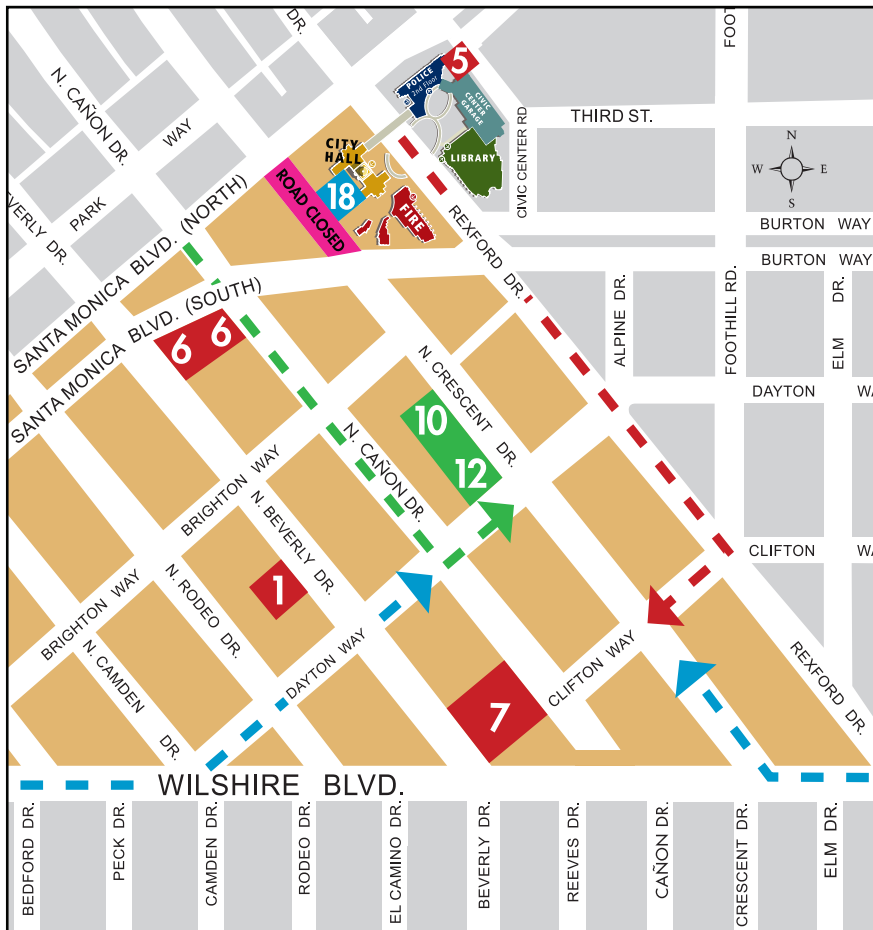 DR.
FOOT
N. CAÑON DR.
WAY
PARK
EVERLY DR.
POLICE
2nd Floor
5
CIVIC
CENTER
GARAGE
LIBRARY
CIVIC CENTER RD
THIRD ST.
N
W E
S
CITY
HALL
18
FIRE
ROAD CLOSED
REXFORD DR.
BURTON WAY
BURTON WAY
SANTA MONICA BLVD. (NORTH)
SANTA MONICA BLVD. (SOUTH)
6 6
ALPINE DR.
FOOTHILL RD.
ELM DR.
N. CRESCENT DR.
DAYTON WA
10
12
N. CAÑON DR.
BRIGHTON WAY
N. BEVERLY DR.
1
CLIFTON WA
BRIGHTON WAY
N. RODEO DR.
N. CAMDEN DR.
DAYTON WAY
CLIFTON WAY
REXFORD DR.
7
WILSHIRE BLVD.
BEDFORD DR.
PECK DR.
CAMDEN DR.
RODEO DR.
EL CAMINO DR.
BEVERLY DR.
REEVES DR.
CAÑON DR.
CRESCENT DR.
ELM DR.